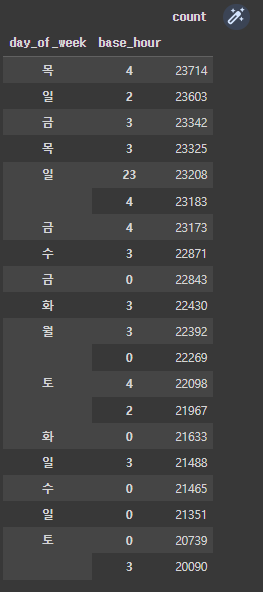 count
day_of_week base_hour
목 4 23714
일 2 23603
금 3 23342
목 3 23325
일 23 23208
4 23183
금 4 23173
수 3 22871
금 0 22843
화 3 22430
월 3 22392
0 22269
토 4 22098
2 21967
화 0 21633
일 3 21488
수 0 21465
일 0 21351
토 0 20739
3 20090